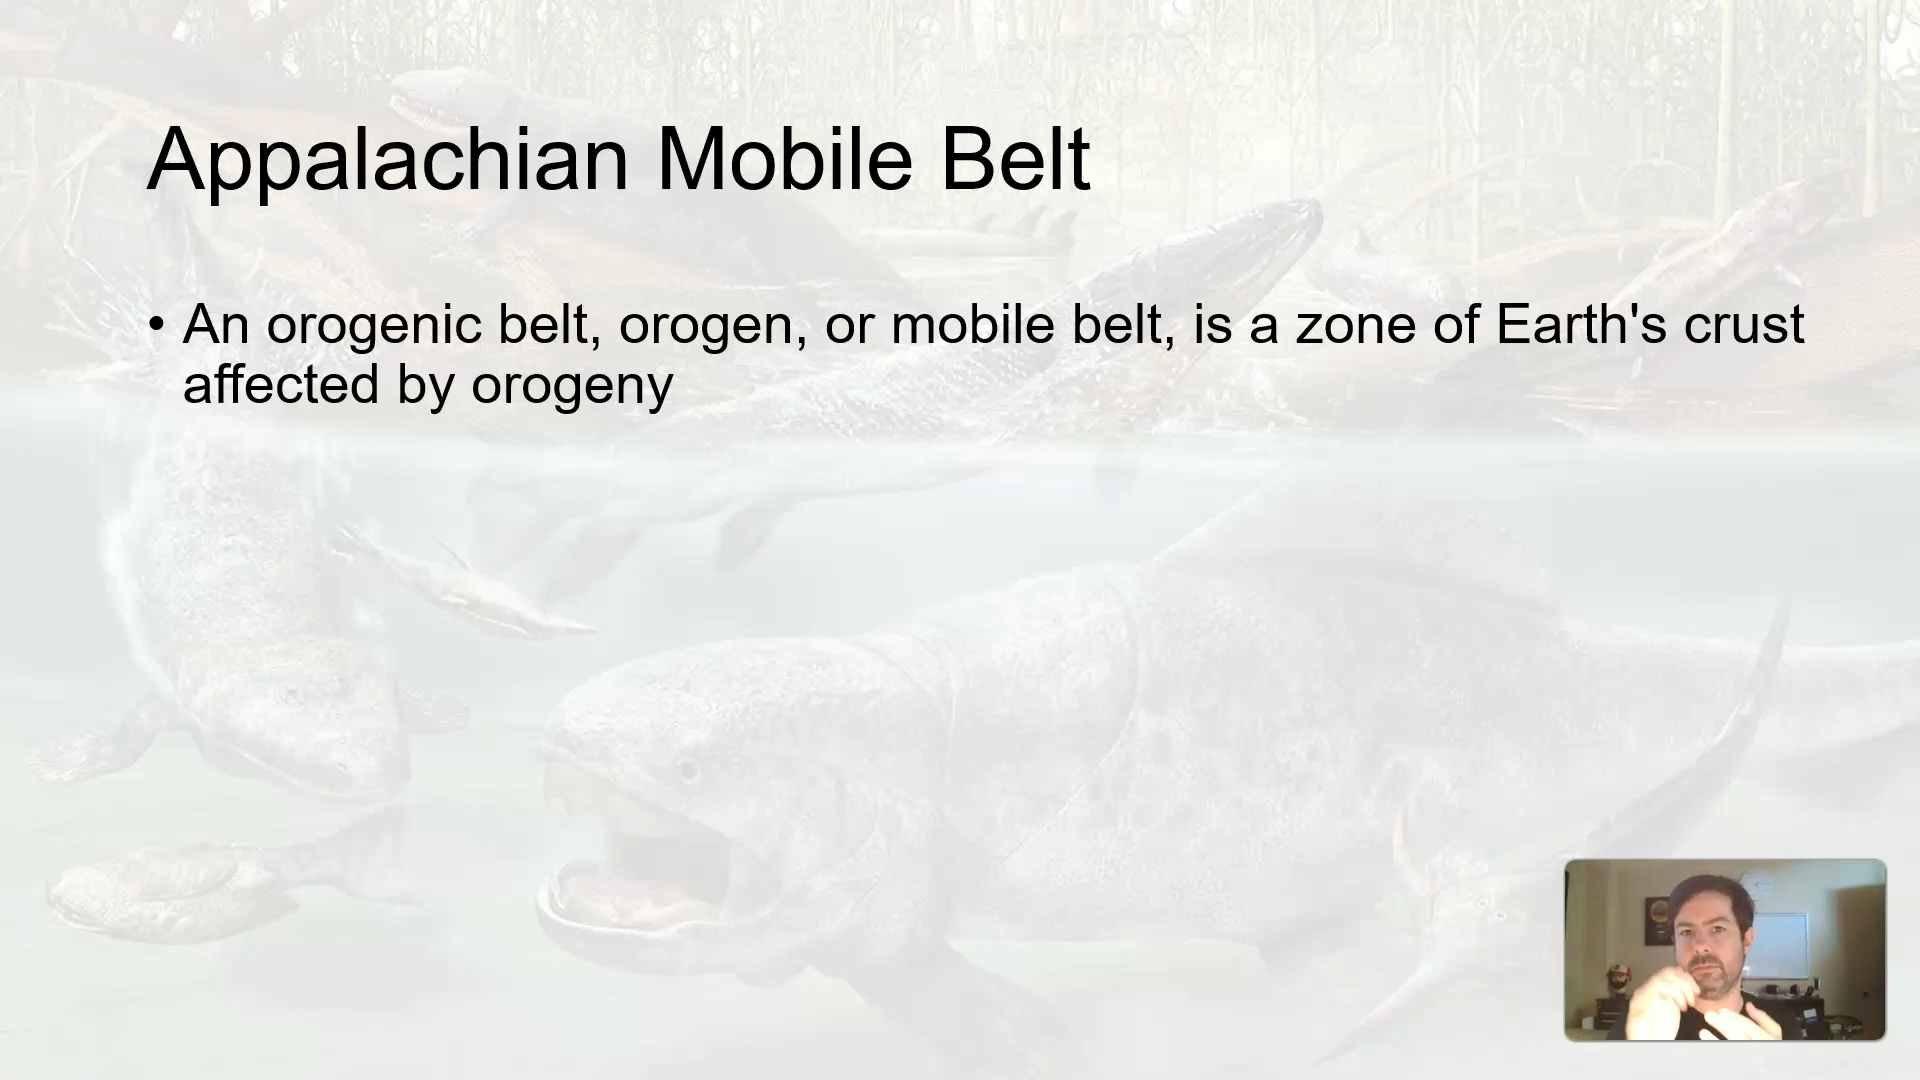 Appalachian Mobile Belt
• An orogenic belt, orogen, or mobile belt, is a zone of Earth's crust
affected by orogeny